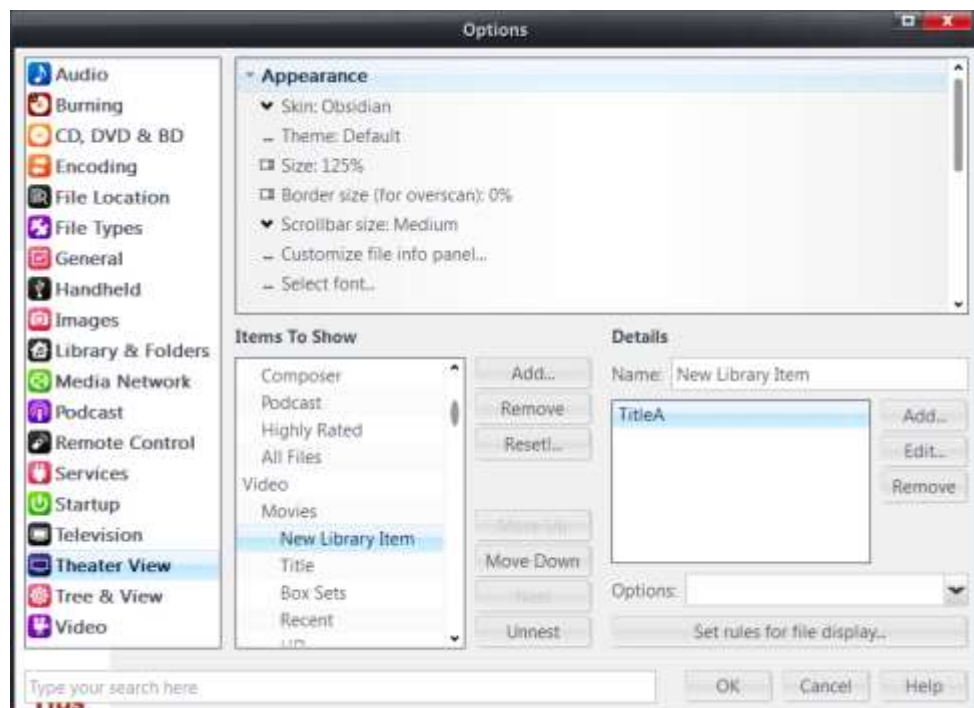 Options
Audio
Burning
CD, DVD & BD
Encoding
File Location
File Types
General
Handheld
Images
Library & Folders
Media Network
Podcast
Remote Control
Services
Startup
Television
Theater View
Tree & View
Video
Appearance
Skin: Obsidian
Theme: Default
Size: 125%
Border size (for overscan): 0%
Scrollbar size: Medium
Customize file info panel...
Select font...
Items To Show
Composer
Podcast
Highly Rated
All Files
Video
Movies
New Library Item
Title
Box Sets
Recent
Add...
Remove
Reset!...
Move Up
Move Down
Nest
Unnest
Details
Name: New Library Item
TitleA
Add...
Edit...
Remove
Options:
Set rules for file display...
Type your search here
OK
Cancel
Help